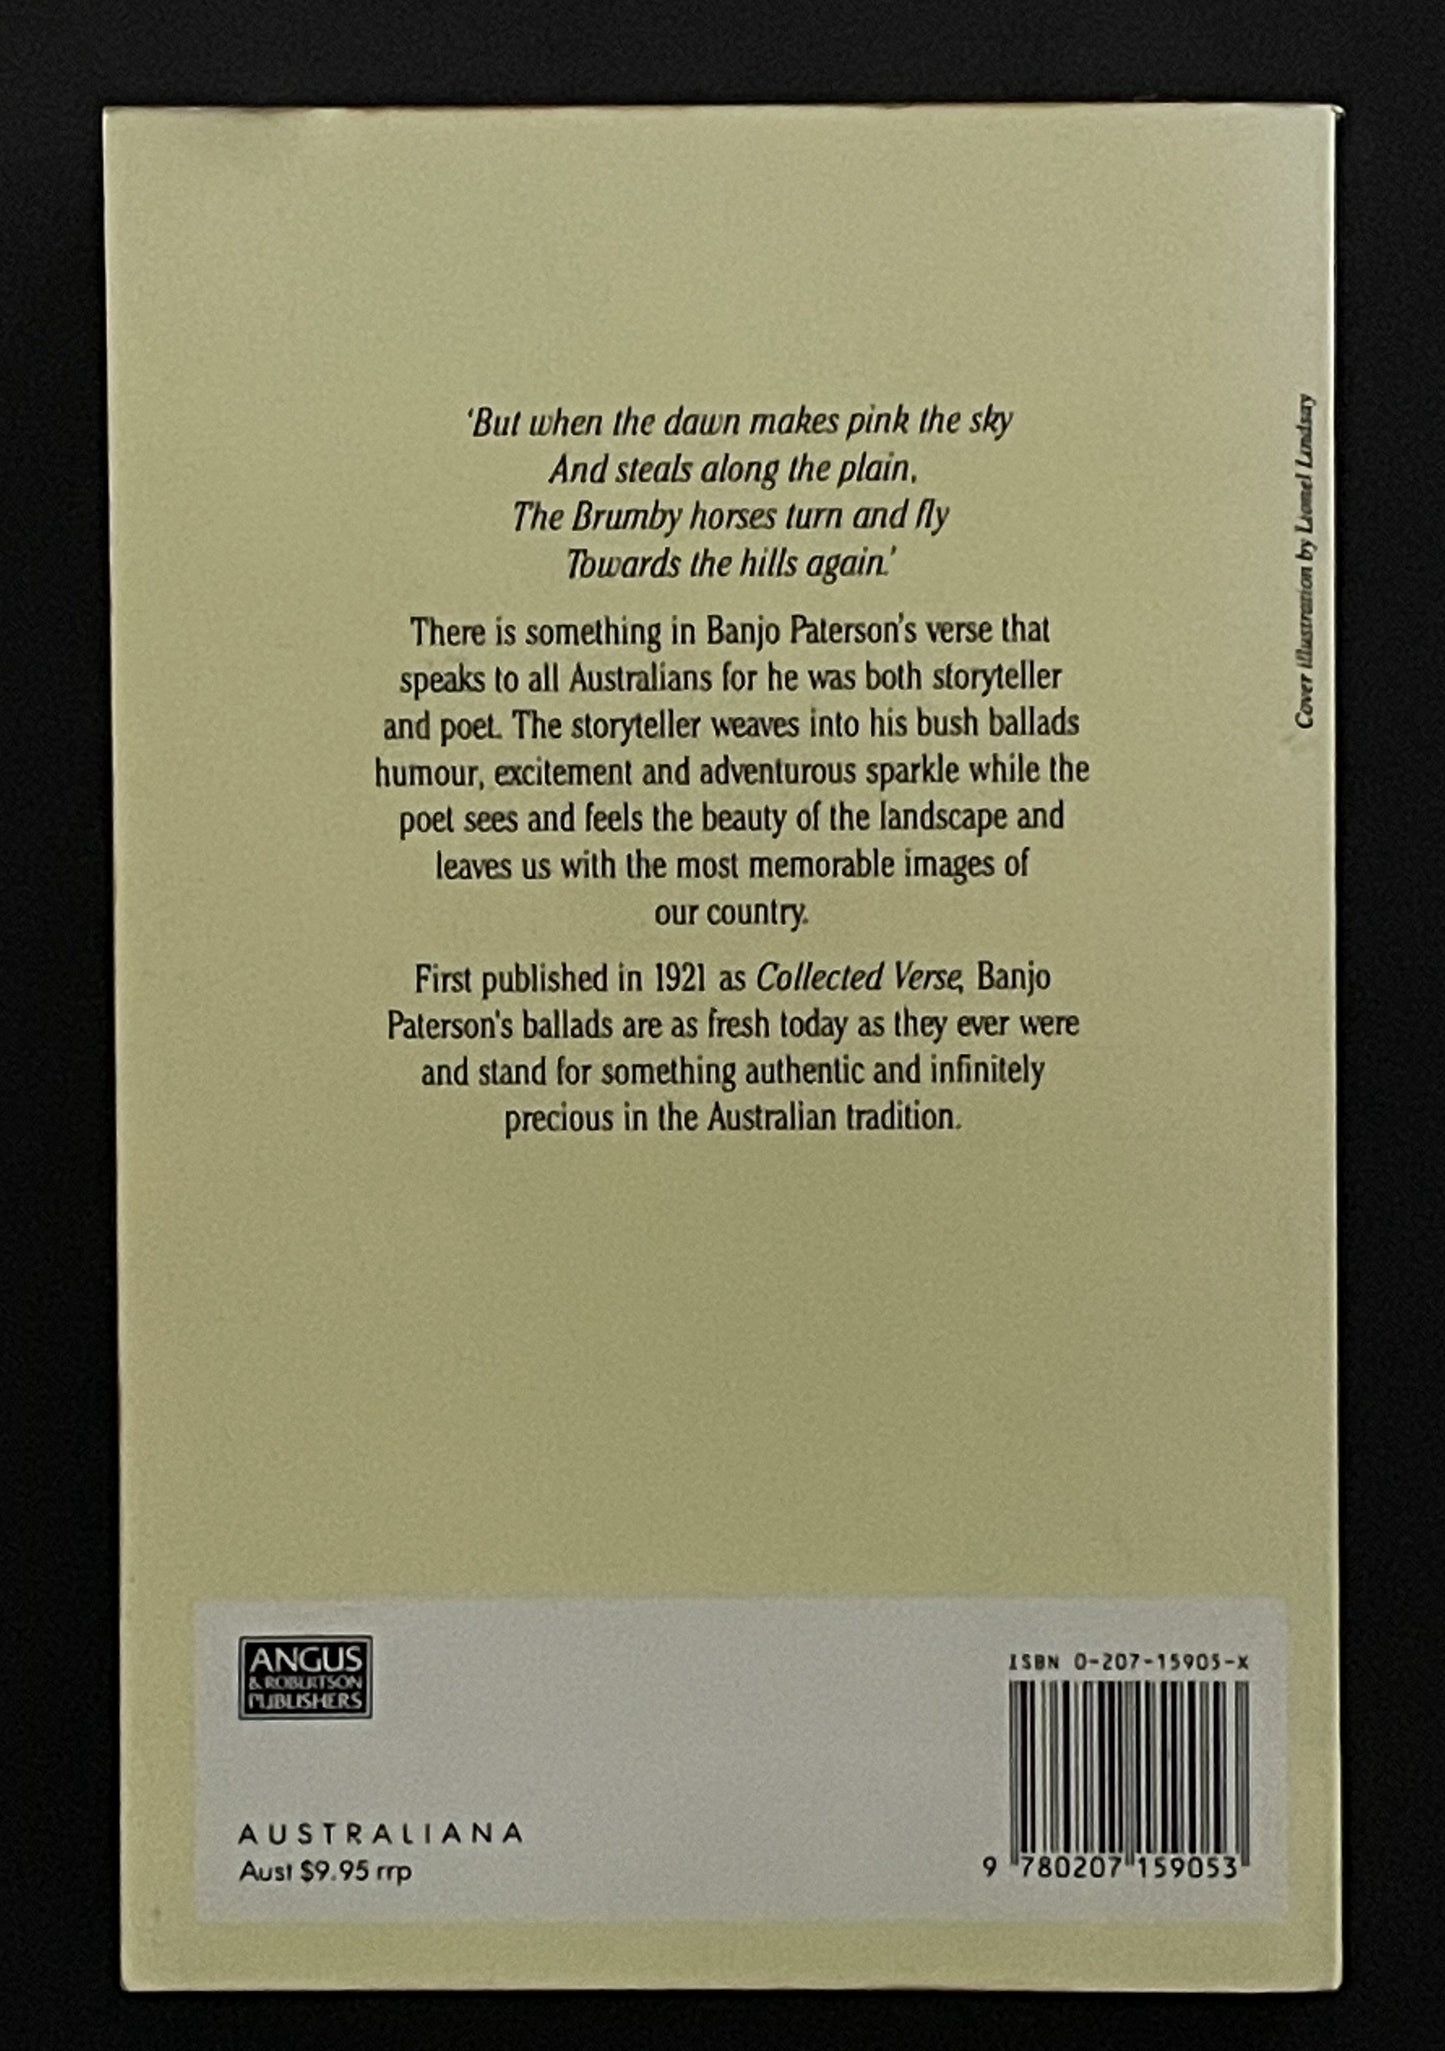 'But when the dawn makes pink the sky
And steals along the plain,
The Brumby horses turn and fly
Towards the hills again.'
There is something in Banjo Paterson's verse that
speaks to all Australians for he was both storyteller
and poet. The storyteller weaves into his bush ballads
humour, excitement and adventurous sparkle while the
poet sees and feels the beauty of the landscape and
leaves us with the most memorable images of
our country.
First published in 1921 as Collected Verse, Banjo
Paterson's ballads are as fresh today as they ever were
and stand for something authentic and infinitely
precious in the Australian tradition.
Cover illustration by Lionel Lindsay
ANGUS
& ROBERTSON
PUBLISHERS
AUSTRALIANA
Aust $9.95 rrp
ISBN 0-207-15905-X
9 780207 159053